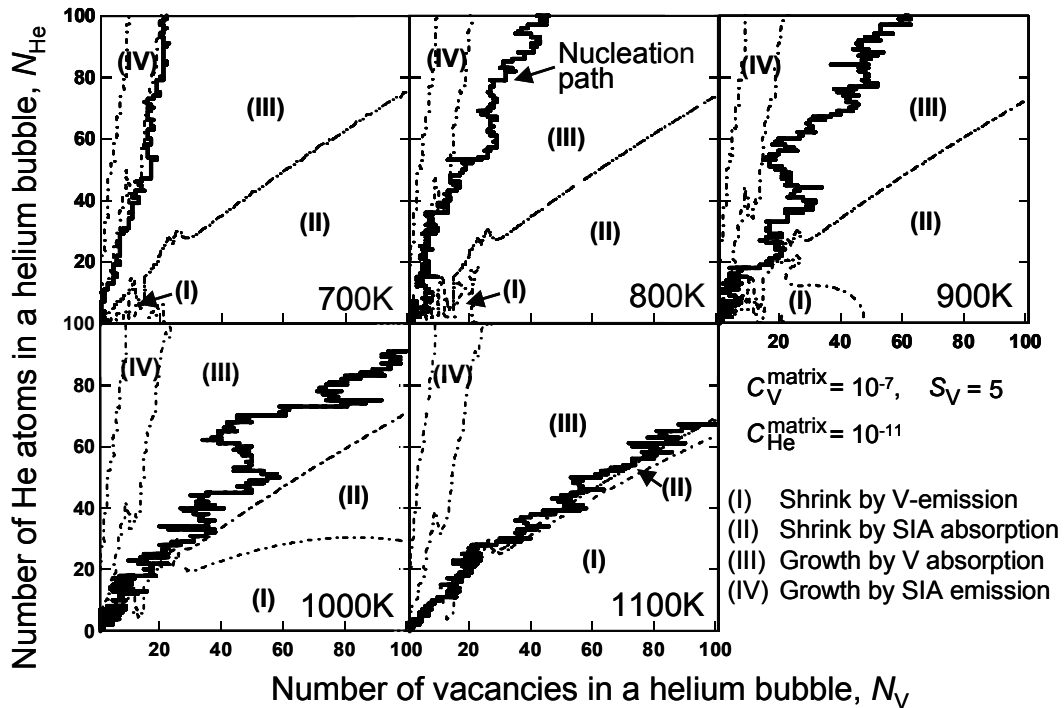 Number of He atoms in a helium bubble, N_He
100
80
60
40
20
0
(IV)
(III)
(II)
(I)
700K
(IV)
Nucleation
path
(III)
(II)
(I)
800K
(IV)
(III)
(II)
(I)
900K
20 40 60 80 100
100
80
60
40
20
0
(IV)
(III)
(II)
(I)
1000K
20 40 60 80 100
(IV)
(III)
(II)
(I)
1100K
20 40 60 80 100
C_V^matrix = 10^-7, S_V = 5
C_He^matrix = 10^-11
(I) Shrink by V-emission
(II) Shrink by SIA absorption
(III) Growth by V absorption
(IV) Growth by SIA emission
Number of vacancies in a helium bubble, N_V